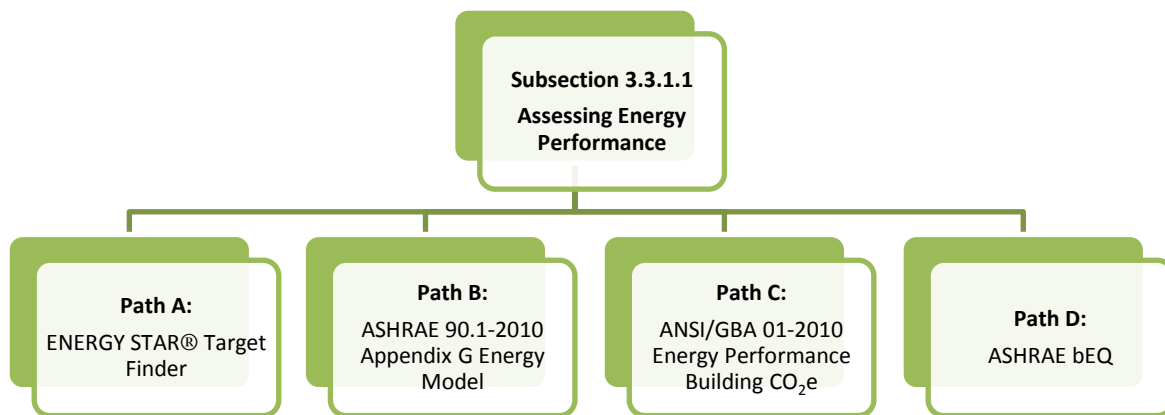 Subsection 3.3.1.1
Assessing Energy
Performance
Path A:
ENERGY STAR® Target
Finder
Path B:
ASHRAE 90.1-2010
Appendix G Energy
Model
Path C:
ANSI/GBA 01-2010
Energy Performance
Building CO₂e
Path D:
ASHRAE bEQ